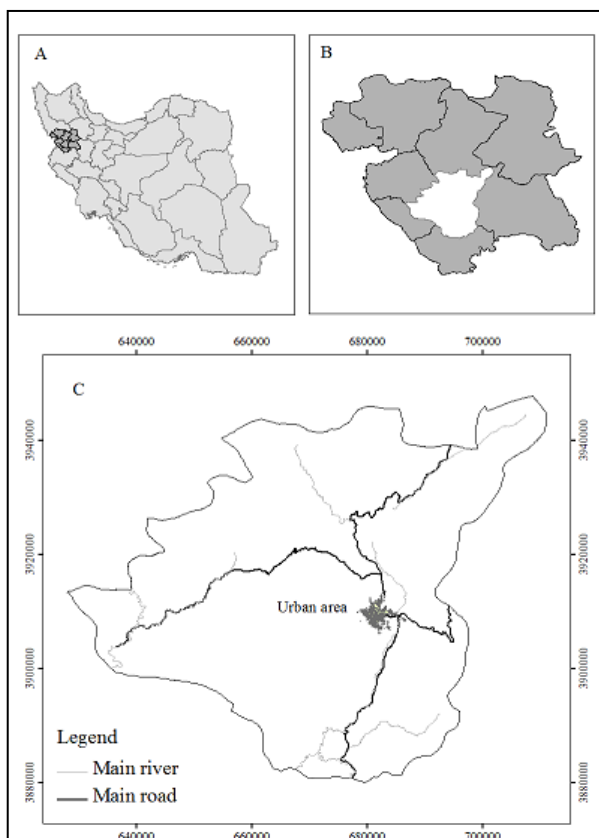 A
B
640000 660000 680000 700000
C
3940000 3940000
3920000 3920000
Urban area
3900000 3900000
Legend
Main river
Main road
3880000 3880000
640000 660000 680000 700000